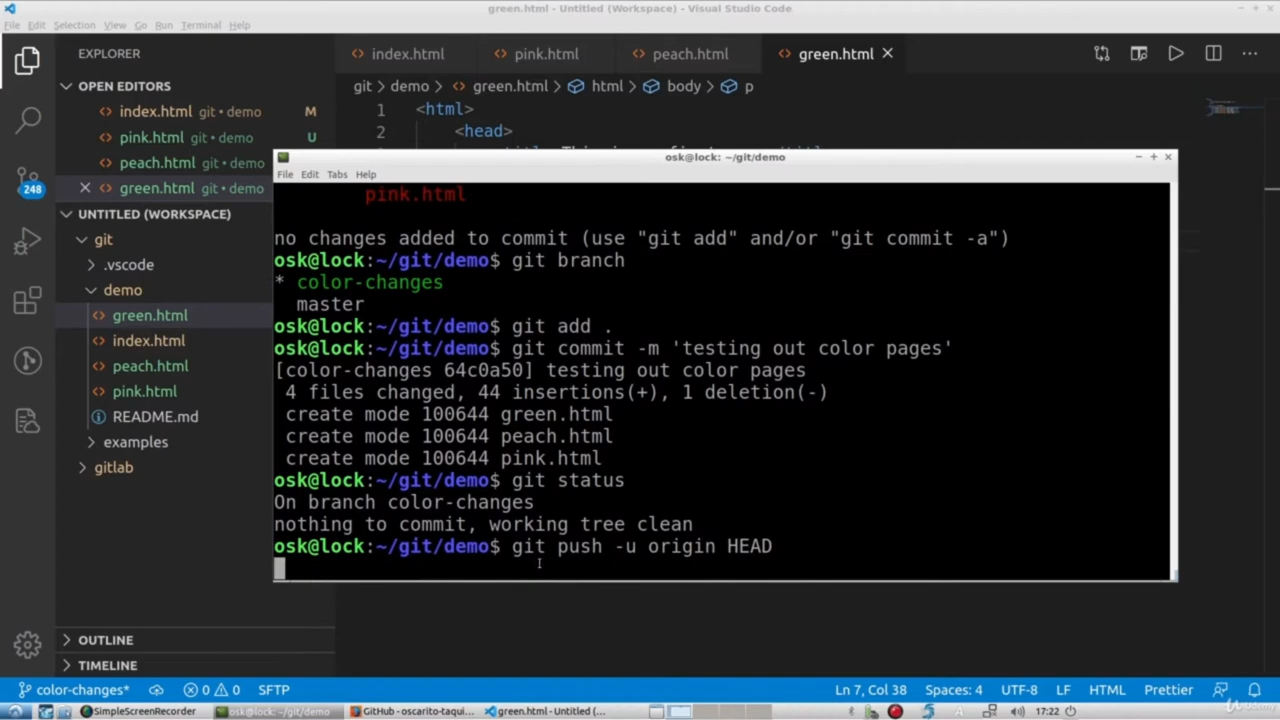 green.html - Untitled (Workspace) - Visual Studio Code
File Edit Selection View Go Run Terminal Help
EXPLORER
index.html
pink.html
peach.html
green.html
OPEN EDITORS
git > demo > green.html > html > body > p
index.html git • demo M
1 <html>
pink.html git • demo U
2 <head>
peach.html git • demo
osk@lock: ~/git/demo
File Edit Tabs Help
green.html git • demo
248
UNTITLED (WORKSPACE)
git
.vscode
demo
green.html
index.html
peach.html
pink.html
README.md
examples
gitlab
pink.html
no changes added to commit (use "git add" and/or "git commit -a")
osk@lock:~/git/demo$ git branch
* color-changes
master
osk@lock:~/git/demo$ git add .
osk@lock:~/git/demo$ git commit -m 'testing out color pages'
[color-changes 64c0a50] testing out color pages
4 files changed, 44 insertions(+), 1 deletion(-)
create mode 100644 green.html
create mode 100644 peach.html
create mode 100644 pink.html
osk@lock:~/git/demo$ git status
On branch color-changes
nothing to commit, working tree clean
osk@lock:~/git/demo$ git push -u origin HEAD
OUTLINE
TIMELINE
color-changes* 0 0 SFTP
Ln 7, Col 38 Spaces: 4 UTF-8 LF HTML Prettier
SimpleScreenRecorder
osk@lock: ~/git/demo
GitHub - oscarito-taqui...
green.html - Untitled (...
17:22
Udemy